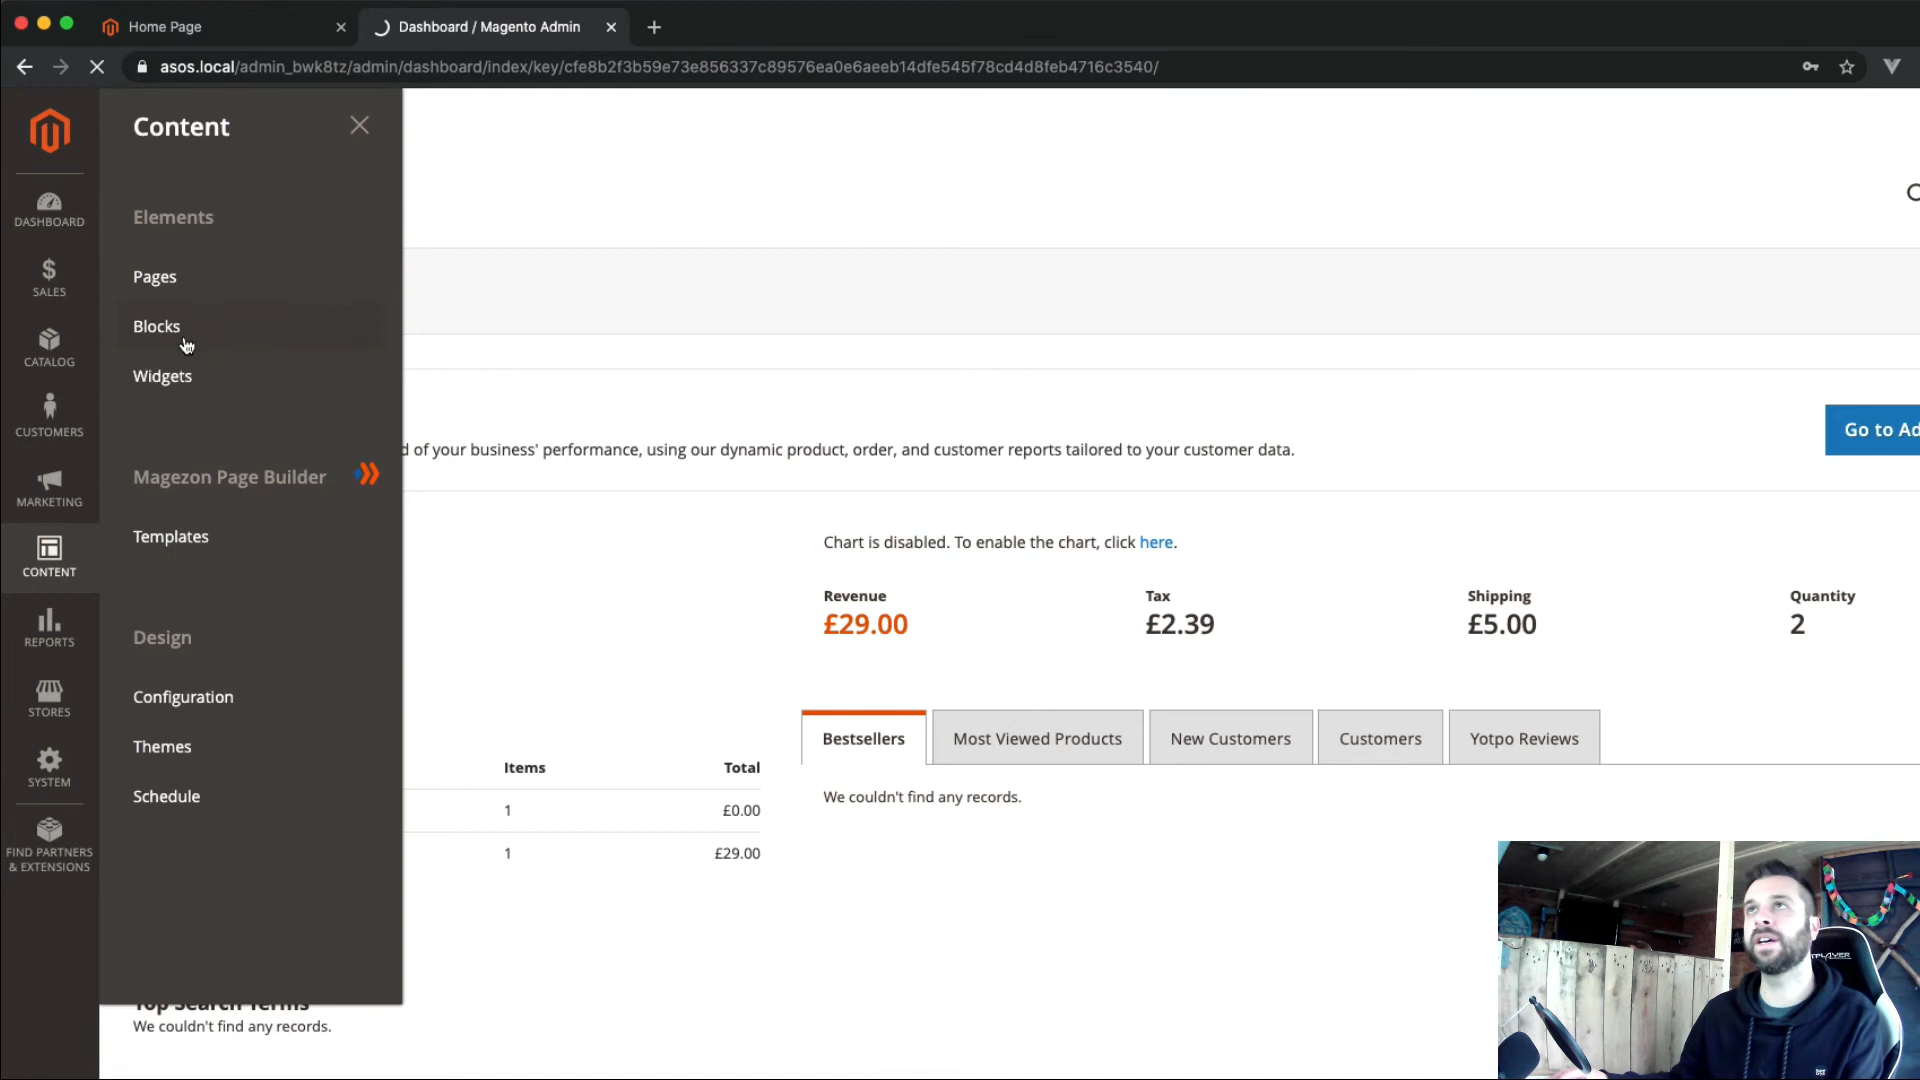 Home Page
Dashboard / Magento Admin
asos.local/admin_bwk8tz/admin/dashboard/index/key/cfe8b2f3b59e73e856337c89576ea0e6aeeb14dfe545f78cd4d8feb4716c3540/
DASHBOARD
SALES
CATALOG
CUSTOMERS
MARKETING
CONTENT
REPORTS
STORES
SYSTEM
FIND PARTNERS
& EXTENSIONS
Content
Elements
Pages
Blocks
Widgets
Magezon Page Builder
Templates
Design
Configuration
Themes
Schedule
d of your business' performance, using our dynamic product, order, and customer reports tailored to your customer data.
Go to Ad
Chart is disabled. To enable the chart, click here.
Revenue Tax Shipping Quantity
£29.00 £2.39 £5.00 2
Bestsellers Most Viewed Products New Customers Customers Yotpo Reviews
We couldn't find any records.
Items Total
1 £0.00
1 £29.00
Top Search Terms
We couldn't find any records.